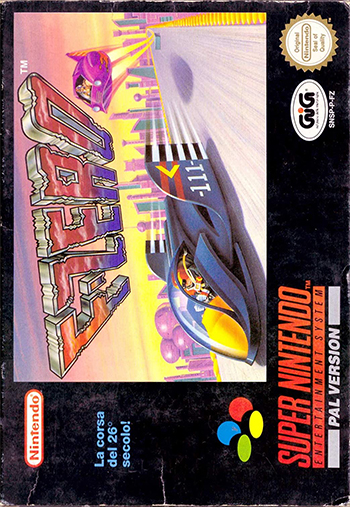 F-ZERO
™
111
Original
Nintendo
Seal of
Quality
GIG
SNSP-P-FZ
SUPER NINTENDO™
ENTERTAINMENT SYSTEM
PAL VERSION
Nintendo
La corsa
del 26°
secolo!